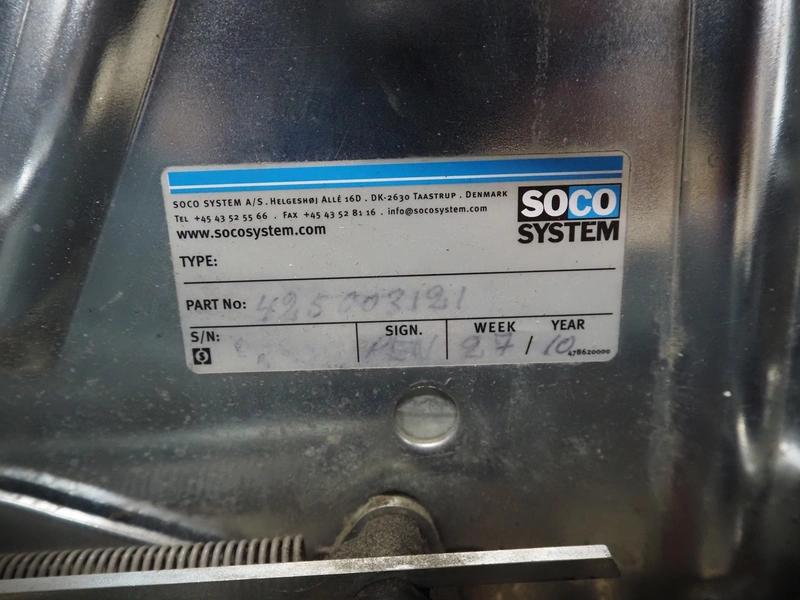 SOCO SYSTEM A/S . HELGESHØJ ALLÉ 16D . DK-2630 TAASTRUP . DENMARK
TEL +45 43 52 55 66 . FAX +45 43 52 81 16 . info@socosystem.com
www.socosystem.com
SOCO
SYSTEM
TYPE:
PART No: 425003121
S/N: SIGN. WEEK YEAR
27 / 10
478620000